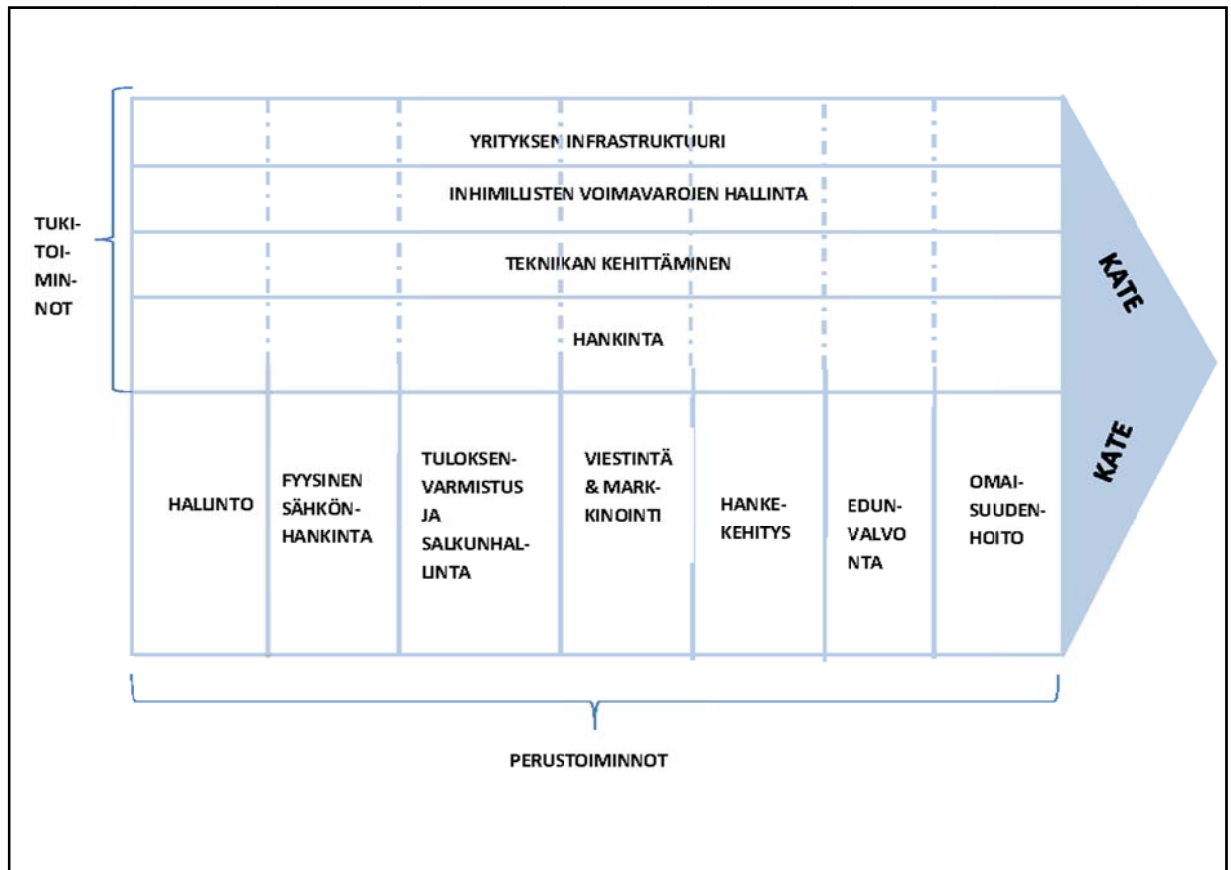 YRITYKSEN INFRASTRUKTUURI
INHIMILLISTEN VOIMAVAROJEN HALLINTA
TEKNIIKAN KEHITTÄMINEN
HANKINTA
TUKI-
TOI-
MIN-
NOT
KATE
KATE
HALLINTO
FYYSINEN
SÄHKÖN-
HANKINTA
TULOKSEN-
VARMISTUS
JA
SALKUNHAL-
LINTA
VIESTINTÄ
& MARK-
KINOINTI
HANKE-
KEHITYS
EDUN-
VALVO
NTA
OMAI-
SUUDEN-
HOITO
PERUSTOIMINNOT